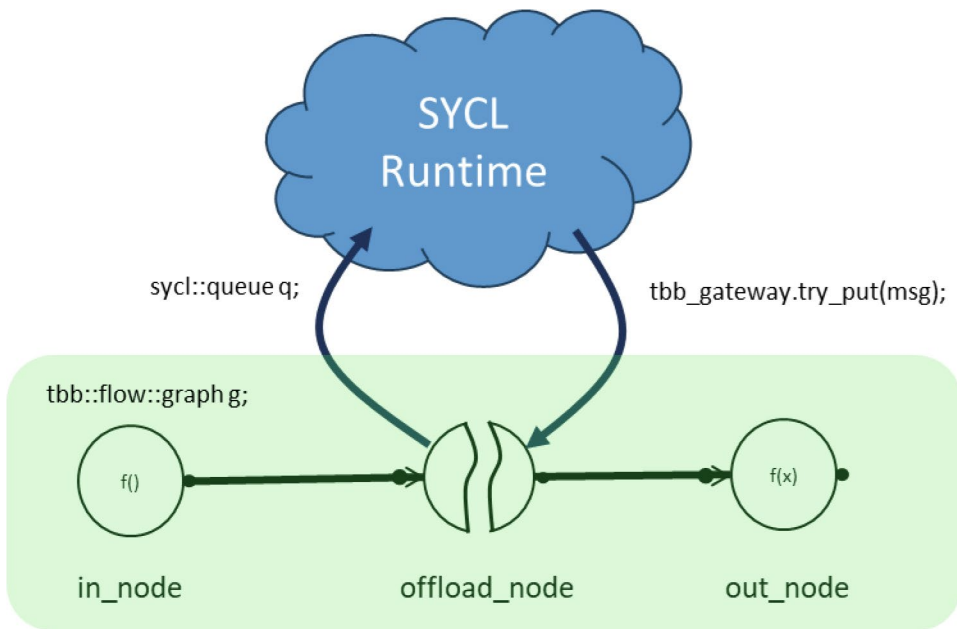 SYCL
Runtime
sycl::queue q;
tbb_gateway.try_put(msg);
tbb::flow::graph g;
f()
f(x)
in_node
offload_node
out_node